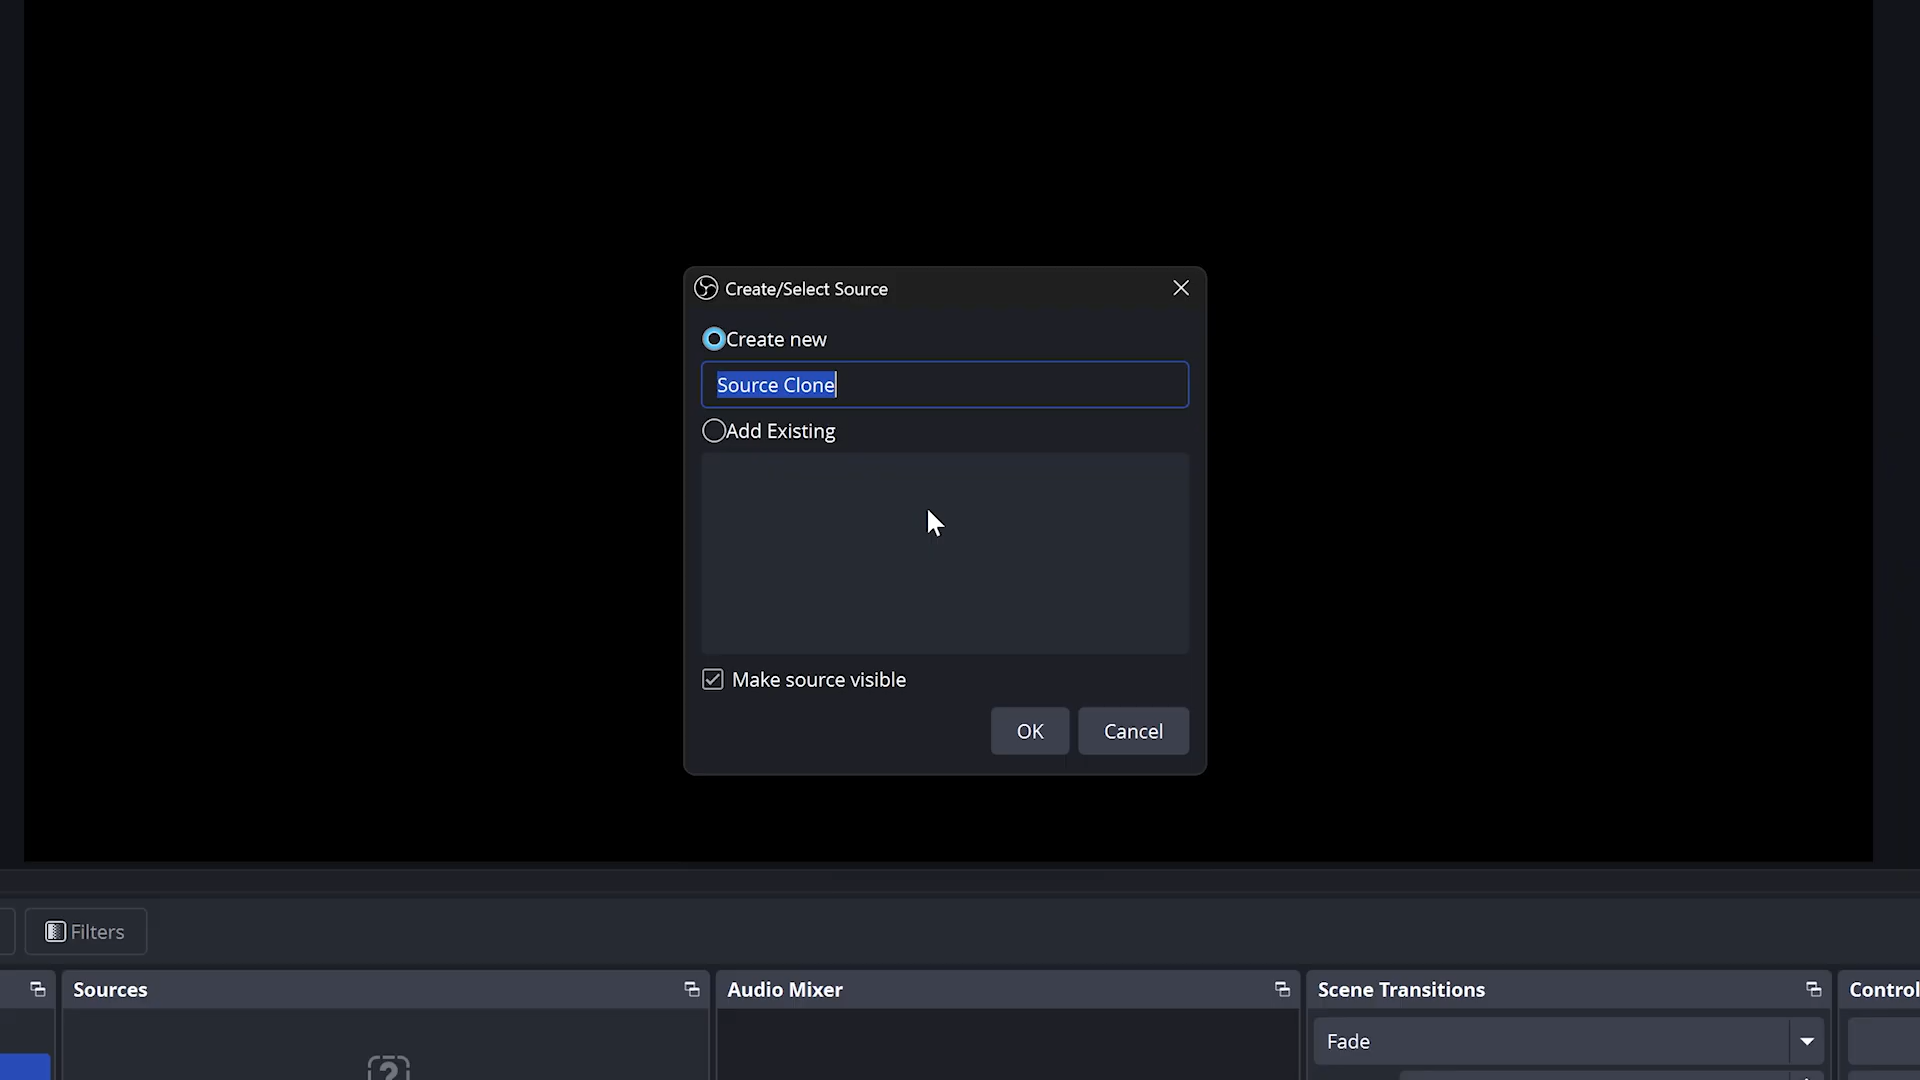 Create/Select Source
Create new
Source Clone
Add Existing
Make source visible
OK
Cancel
Filters
Sources
Audio Mixer
Scene Transitions
Control
Fade